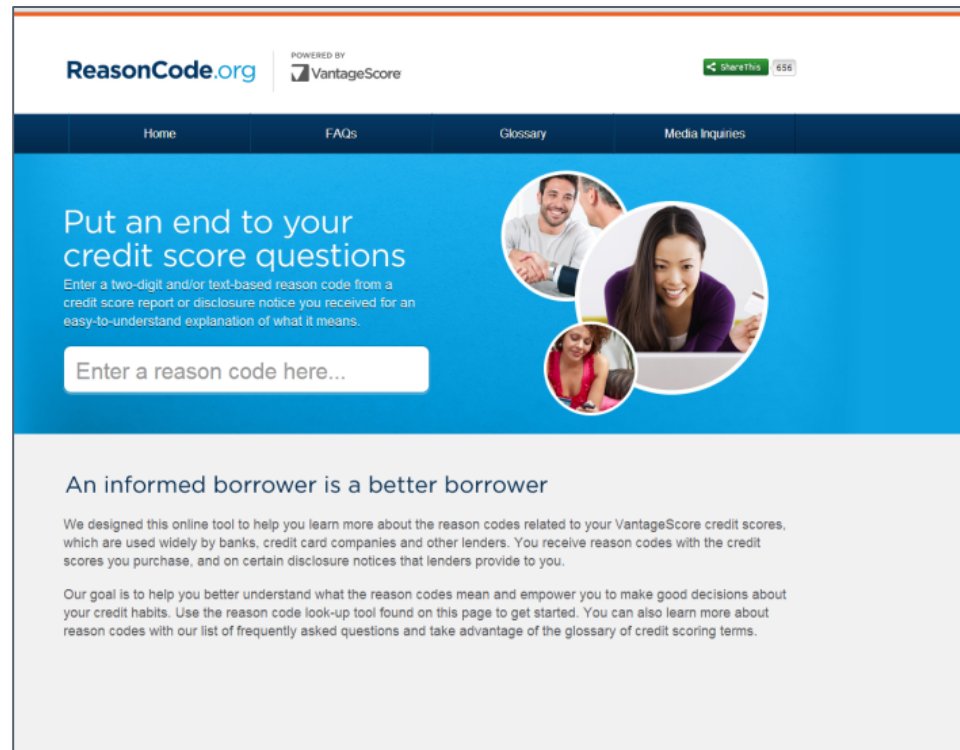 POWERED BY
ReasonCode.org
VantageScore
ShareThis
656
Home
FAQs
Glossary
Media Inquiries
Put an end to your
credit score questions
Enter a two-digit and/or text-based reason code from a
credit score report or disclosure notice you received for an
easy-to-understand explanation of what it means.
Enter a reason code here...
An informed borrower is a better borrower
We designed this online tool to help you learn more about the reason codes related to your VantageScore credit scores,
which are used widely by banks, credit card companies and other lenders. You receive reason codes with the credit
scores you purchase, and on certain disclosure notices that lenders provide to you.
Our goal is to help you better understand what the reason codes mean and empower you to make good decisions about
your credit habits. Use the reason code look-up tool found on this page to get started. You can also learn more about
reason codes with our list of frequently asked questions and take advantage of the glossary of credit scoring terms.